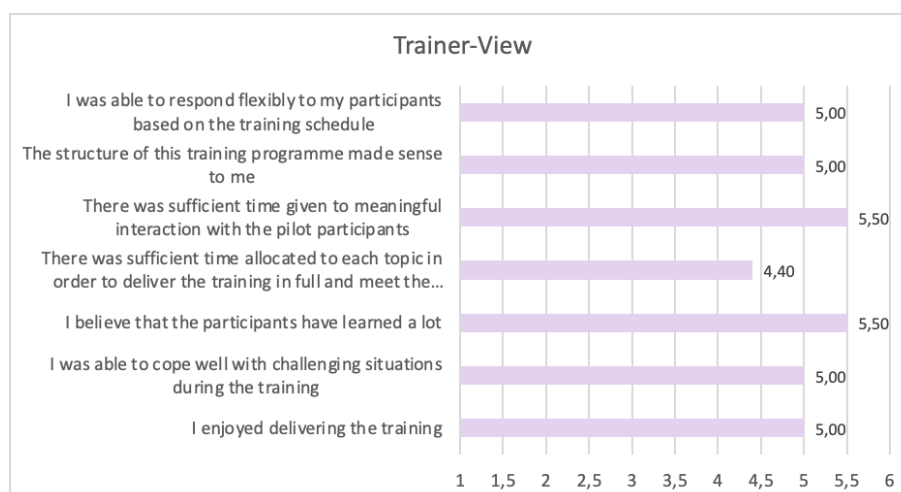 Trainer-View
I was able to respond flexibly to my participants
based on the training schedule
5,00
The structure of this training programme made sense
to me
5,00
There was sufficient time given to meaningful
interaction with the pilot participants
5,50
There was sufficient time allocated to each topic in
order to deliver the training in full and meet the...
4,40
I believe that the participants have learned a lot
5,50
I was able to cope well with challenging situations
during the training
5,00
I enjoyed delivering the training
5,00
1 1,5 2 2,5 3 3,5 4 4,5 5 5,5 6